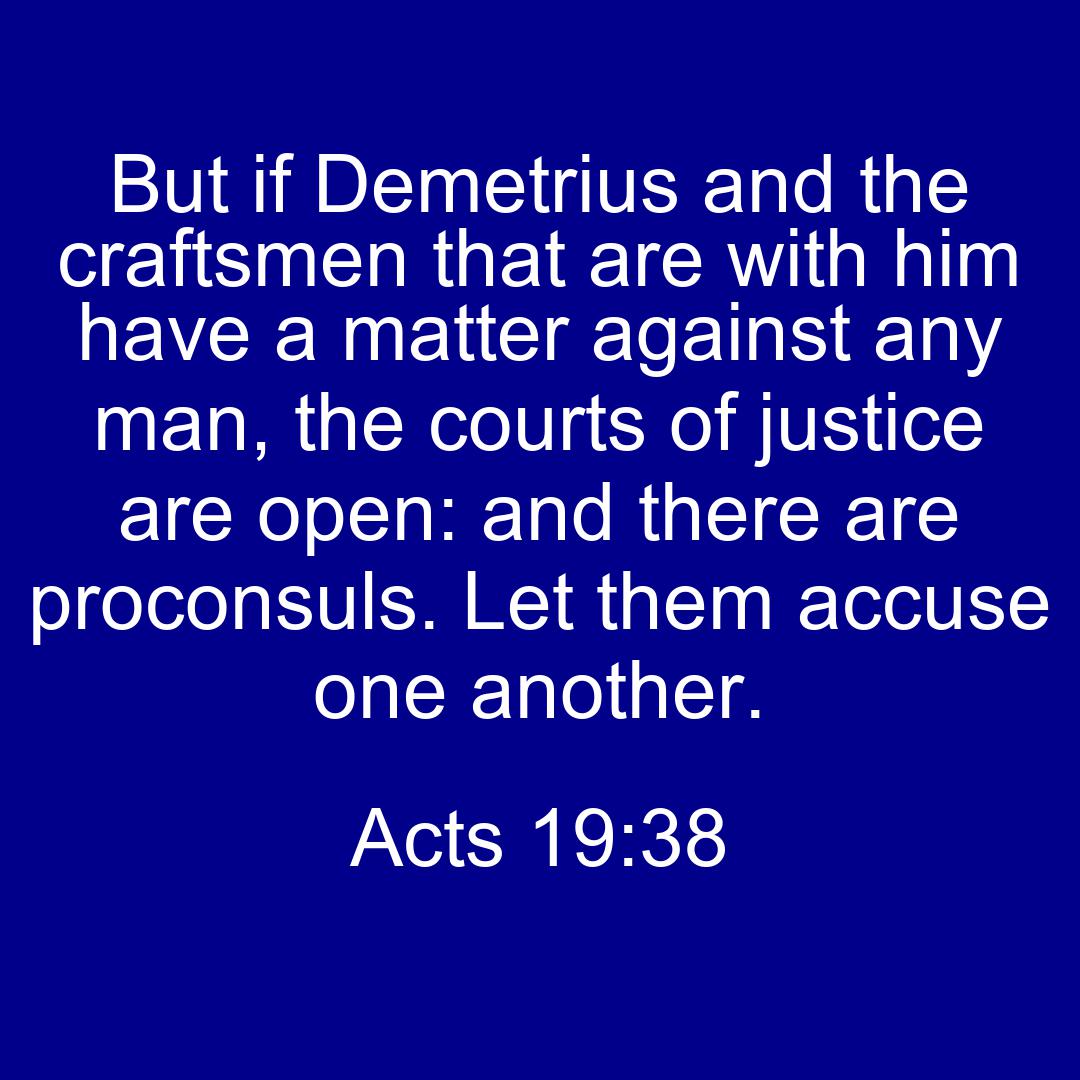 But if Demetrius and the
craftsmen that are with him
have a matter against any
man, the courts of justice
are open: and there are
proconsuls. Let them accuse
one another.
Acts 19:38